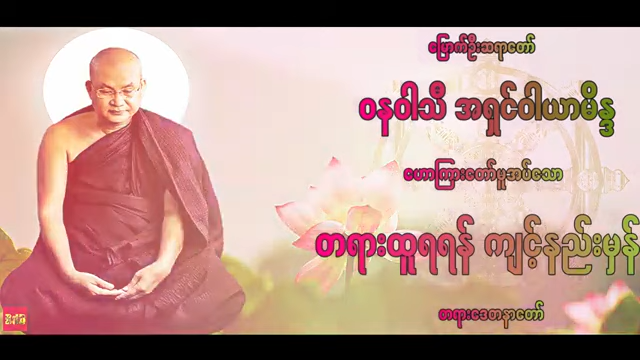 မြောက်ဦးဆရာတော်
ဝနဝါသီ အရှင်ဝါယာမိန္ဒ
ဟောကြားတော်မူအပ်သော
တရားထူရရန် ကျင့်နည်းမှန်
တရားဒေတနာတော်